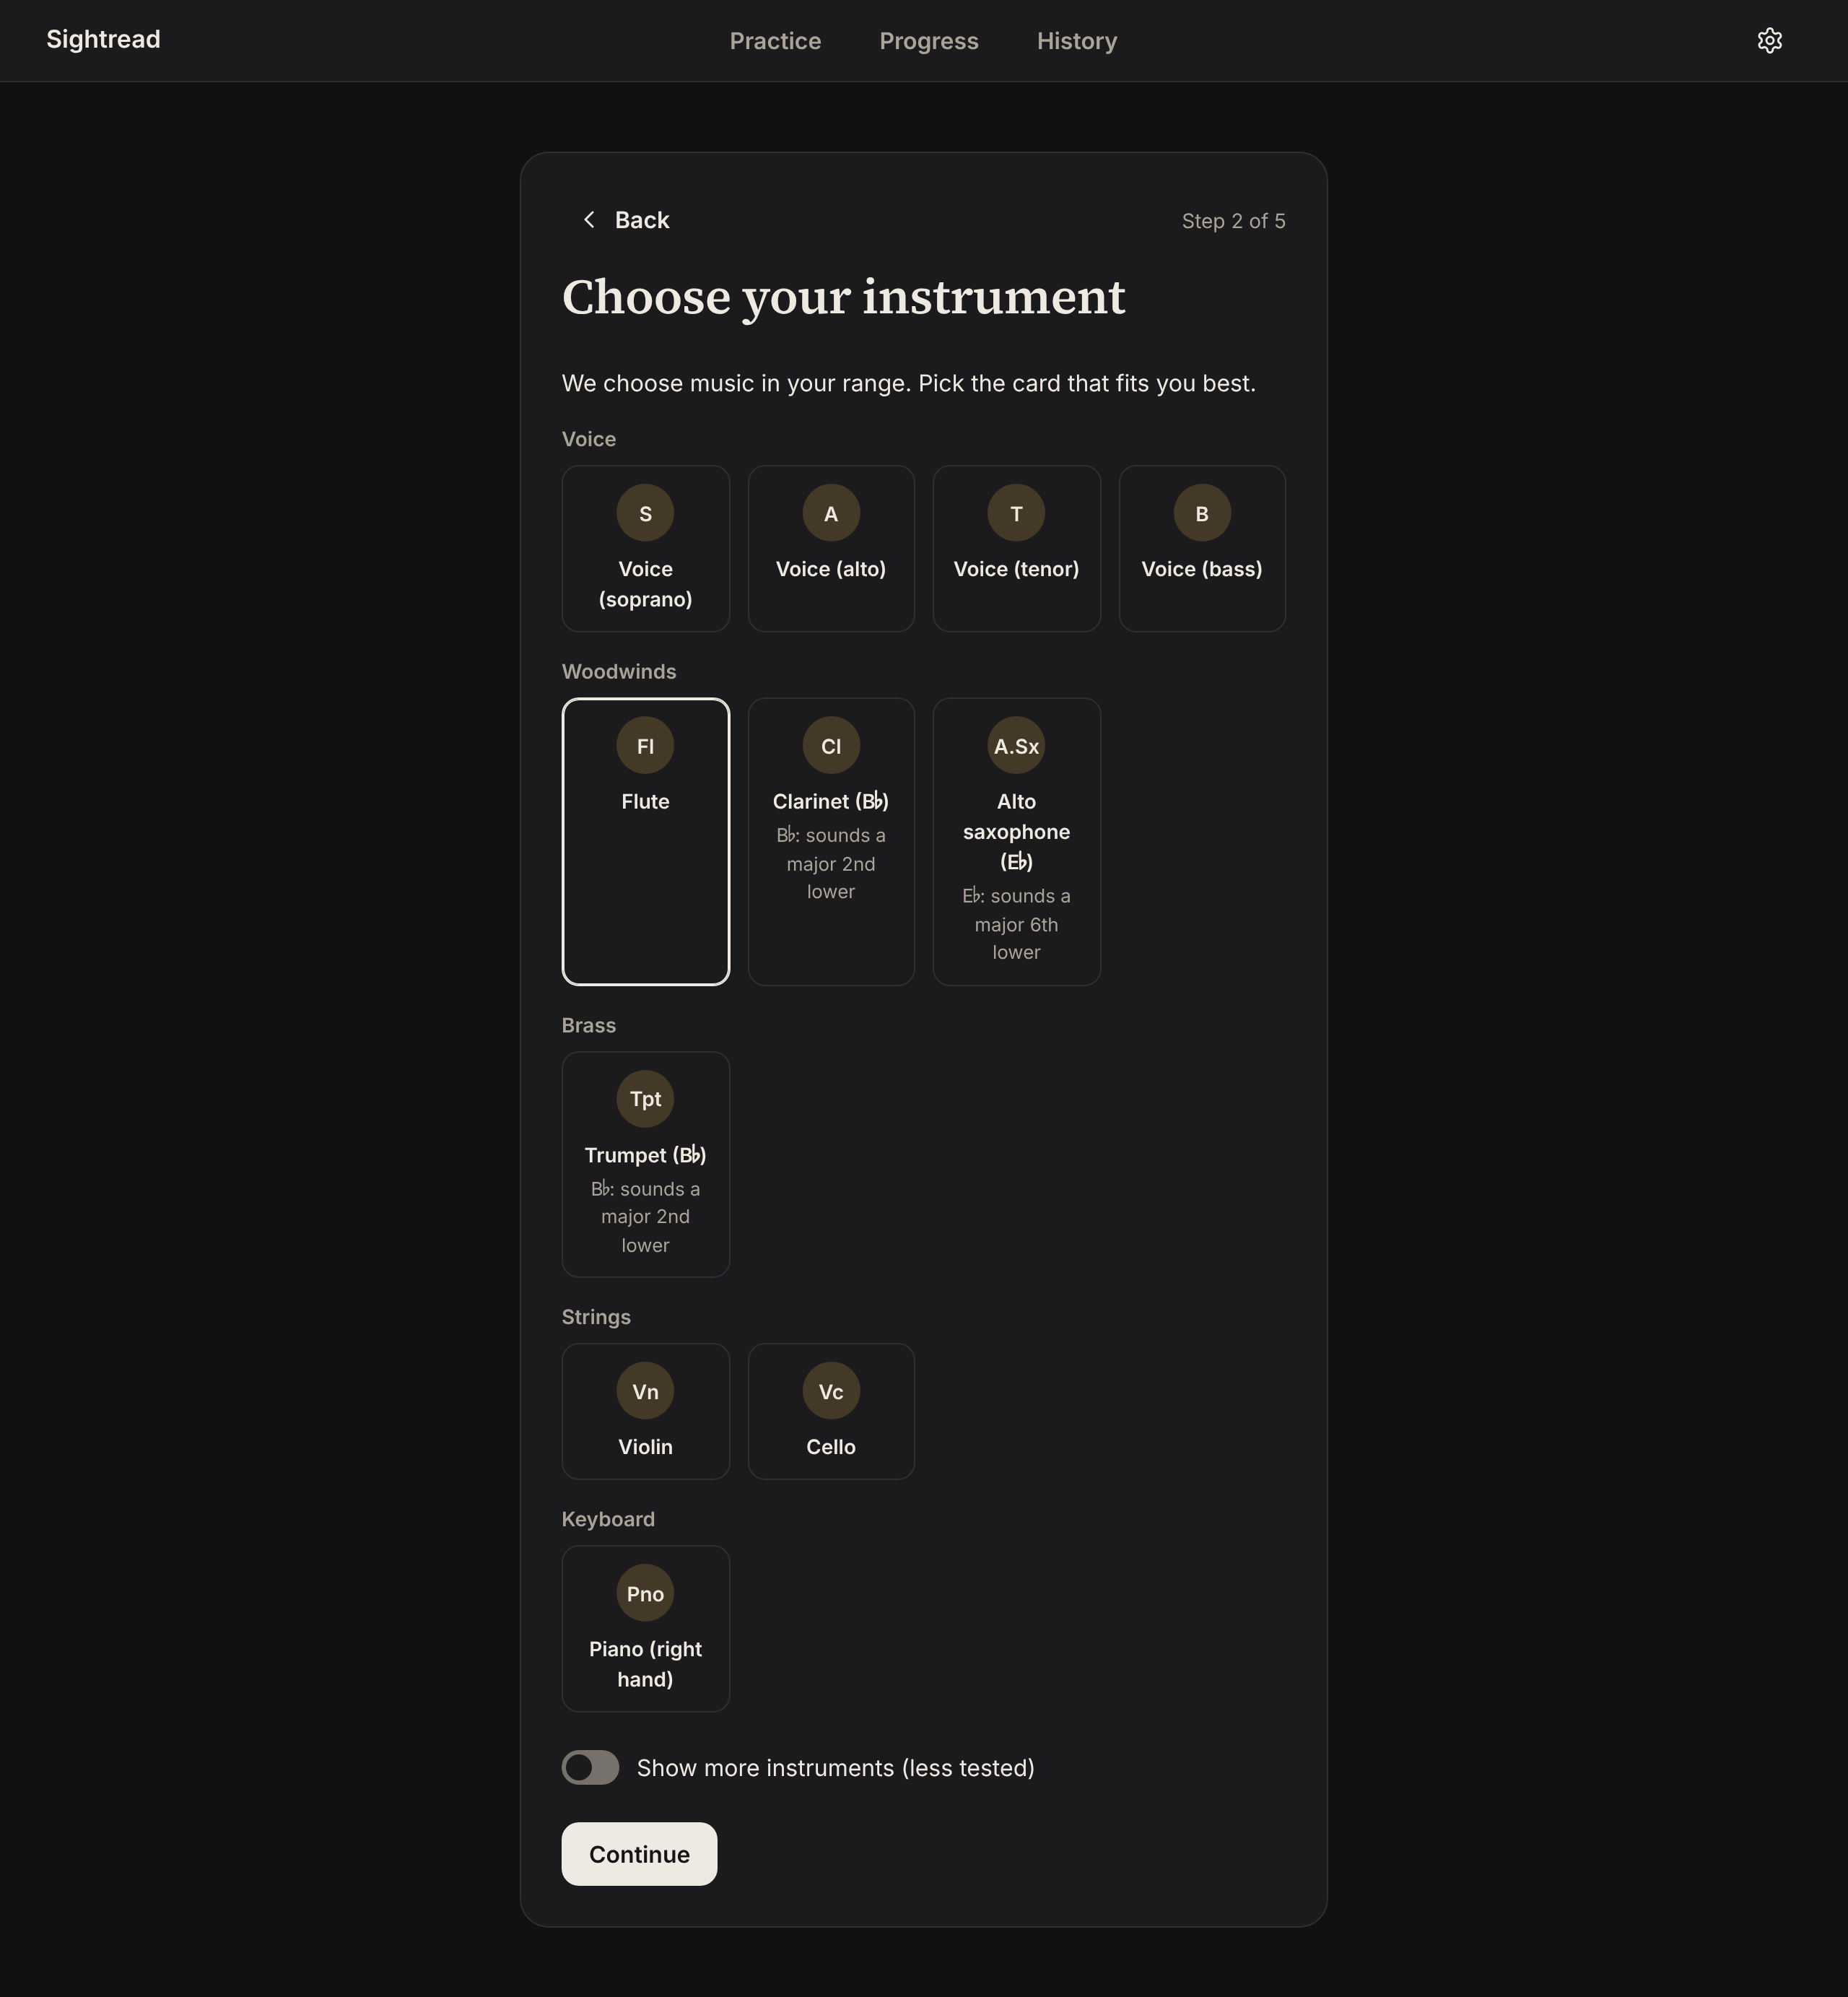 Sightread
Practice Progress History
Back
Step 2 of 5
Choose your instrument
We choose music in your range. Pick the card that fits you best.
Voice
S
Voice
(soprano)
A
Voice (alto)
T
Voice (tenor)
B
Voice (bass)
Woodwinds
Fl
Flute
Cl
Clarinet (B♭)
B♭: sounds a
major 2nd
lower
A.Sx
Alto
saxophone
(E♭)
E♭: sounds a
major 6th
lower
Brass
Tpt
Trumpet (B♭)
B♭: sounds a
major 2nd
lower
Strings
Vn
Violin
Vc
Cello
Keyboard
Pno
Piano (right
hand)
Show more instruments (less tested)
Continue